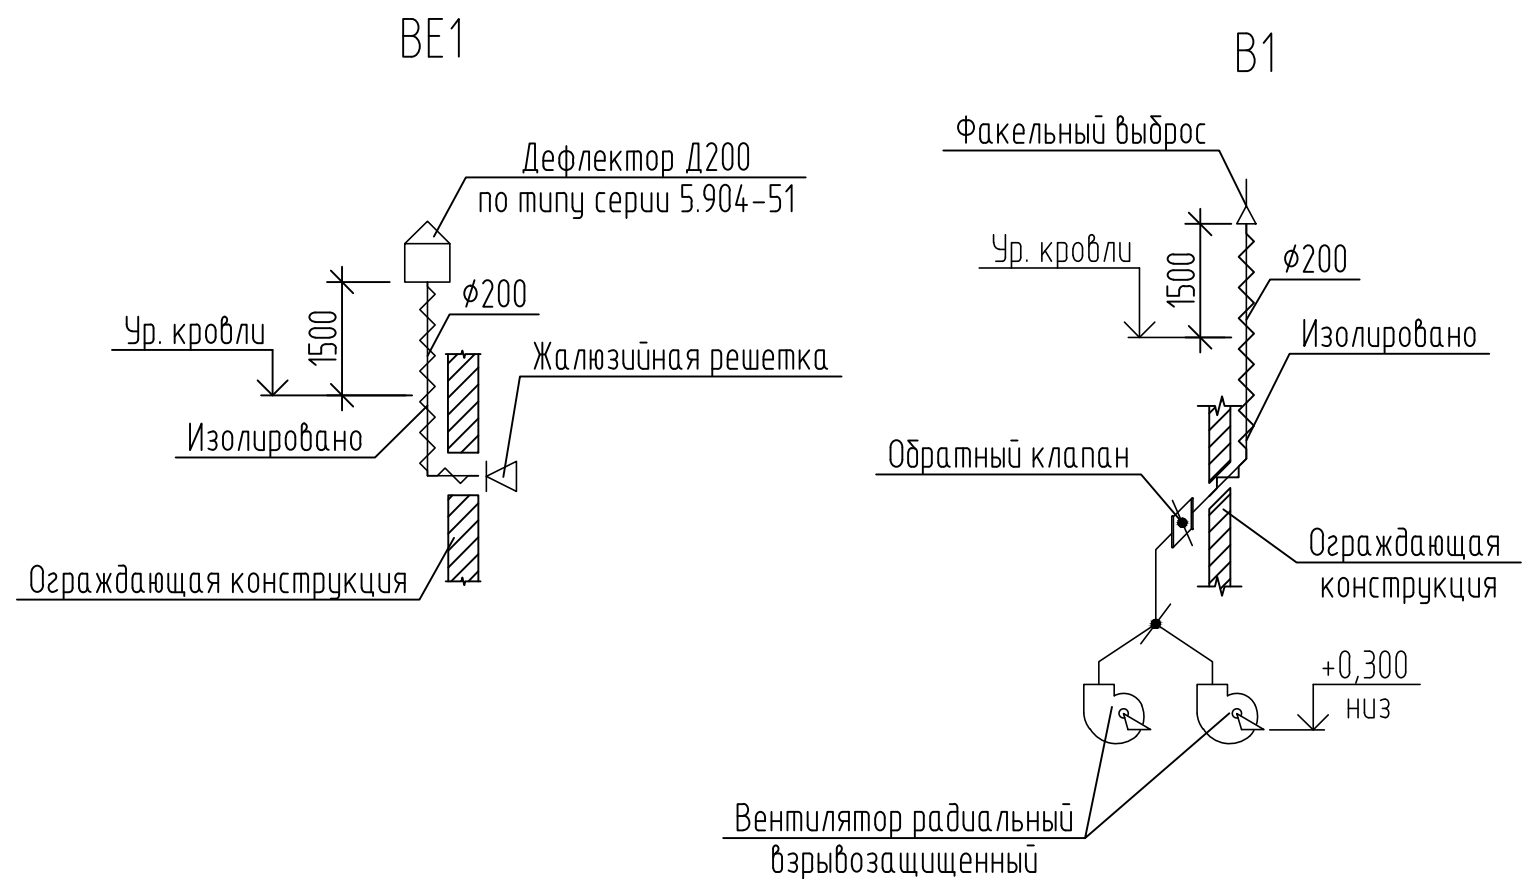 ВЕ1
Дефлектор Д200
по типу серии 5.904-51
ф200
Ур. кровли
1500
Жалюзийная решетка
Изолировано
Ограждающая конструкция
В1
Факельный выброс
Ур. кровли
1500
ф200
Изолировано
Обратный клапан
Ограждающая
конструкция
+0,300
низ
Вентилятор радиальный
взрывозащищенный